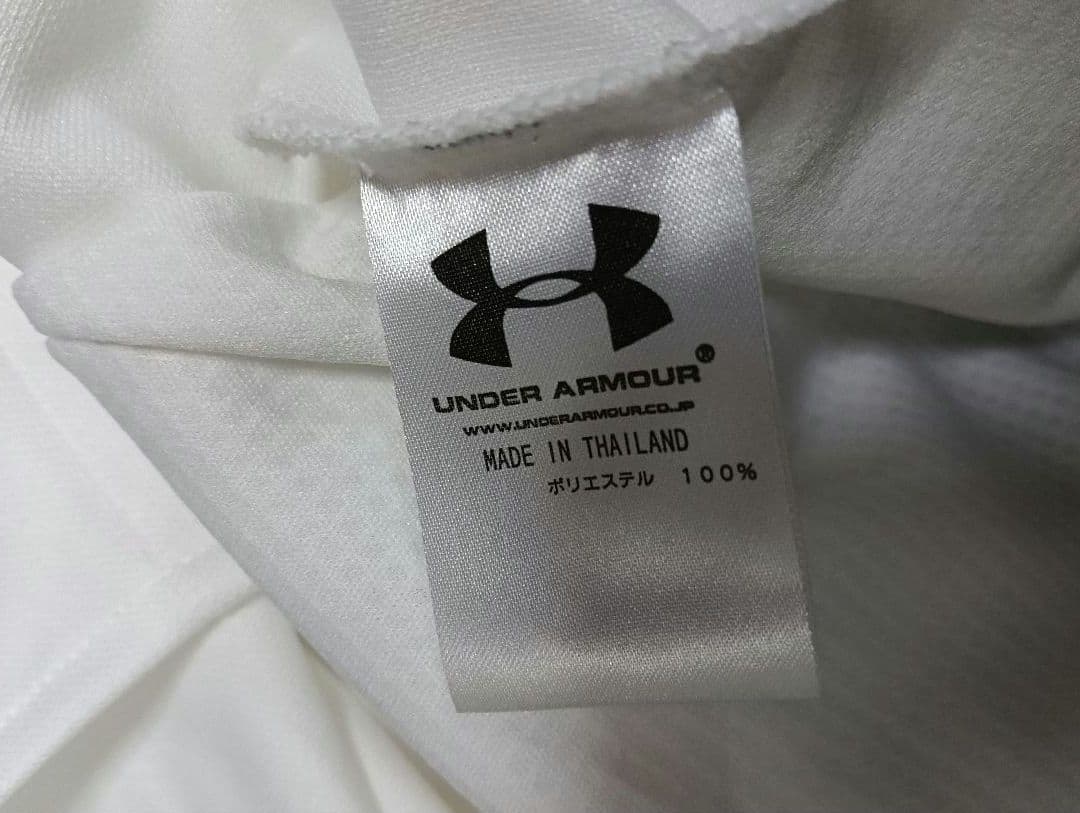 UNDER ARMOUR®
WWW.UNDERARMOUR.CO.JP
MADE IN THAILAND
ポリエステル　１００％